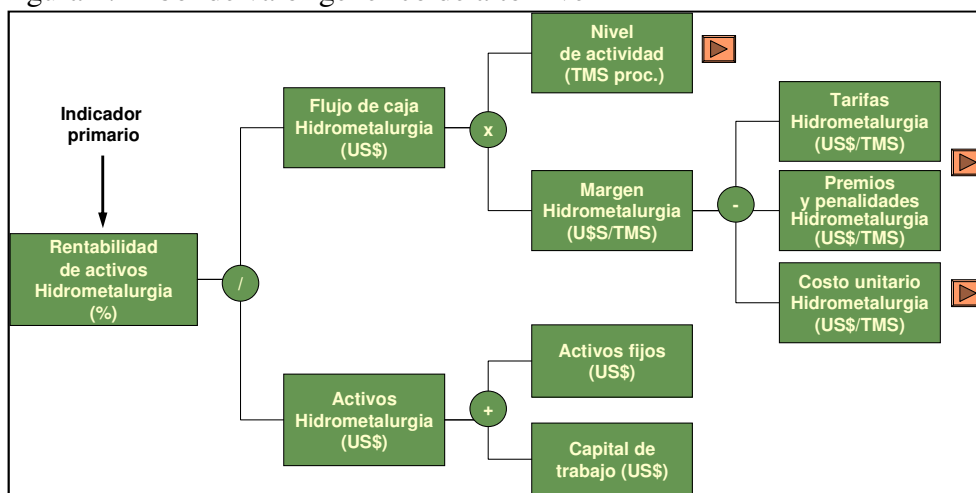 Nivel
de actividad
(TMS proc.)
Indicador
primario
Flujo de caja
Hidrometalurgia
(US$)
x
Tarifas
Hidrometalurgia
(US$/TMS)
Margen
Hidrometalurgia
(U$S/TMS)
-
Premios
y penalidades
Hidrometalurgia
(US$/TMS)
Rentabilidad
de activos
Hidrometalurgia
(%)
/
Costo unitario
Hidrometalurgia
(US$/TMS)
Activos fijos
(US$)
Activos
Hidrometalurgia
(US$)
+
Capital de
trabajo (US$)